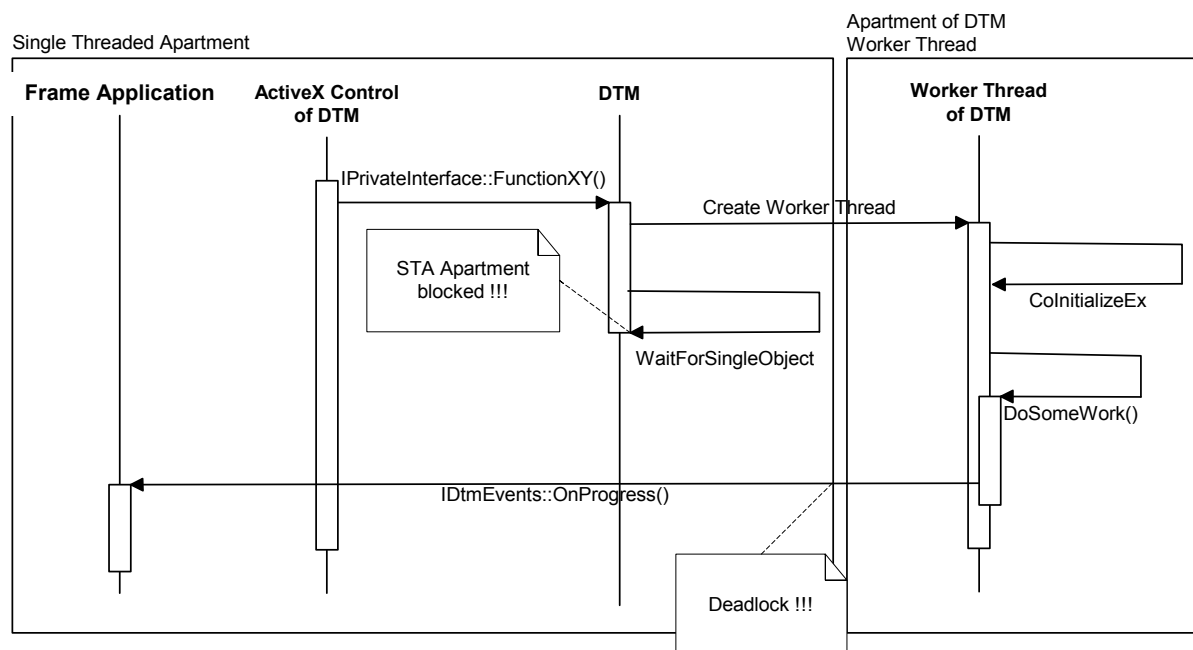 Apartment of DTM
Worker Thread
Single Threaded Apartment
Frame Application
ActiveX Control
of DTM
DTM
Worker Thread
of DTM
IPrivateInterface::FunctionXY()
Create Worker Thread
STA Apartment
blocked !!!
CoInitializeEx
WaitForSingleObject
DoSomeWork()
IDtmEvents::OnProgress()
Deadlock !!!